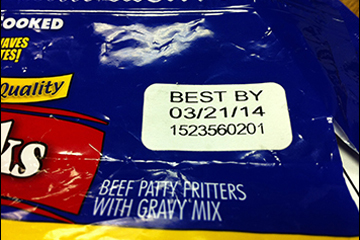 OOKED
WAVES
TES!
Quality
BEST BY
03/21/14
1523560201
ks
BEEF PATTY FRITTERS
WITH GRAVY MIX